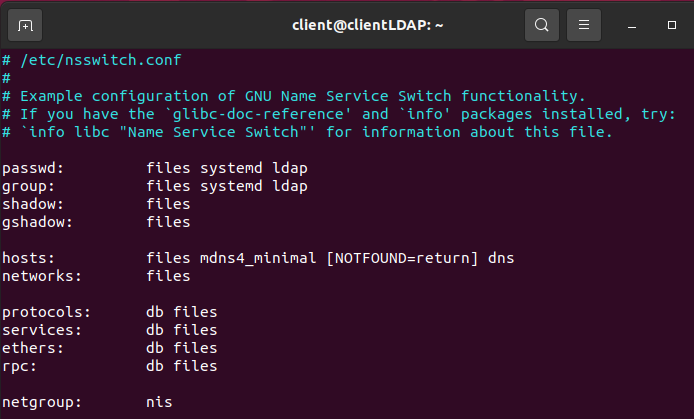 client@clientLDAP: ~
# /etc/nsswitch.conf
#
# Example configuration of GNU Name Service Switch functionality.
# If you have the `glibc-doc-reference' and `info' packages installed, try:
# `info libc "Name Service Switch"' for information about this file.

passwd:         files systemd ldap
group:          files systemd ldap
shadow:         files
gshadow:        files

hosts:          files mdns4_minimal [NOTFOUND=return] dns
networks:       files

protocols:      db files
services:       db files
ethers:         db files
rpc:            db files

netgroup:       nis